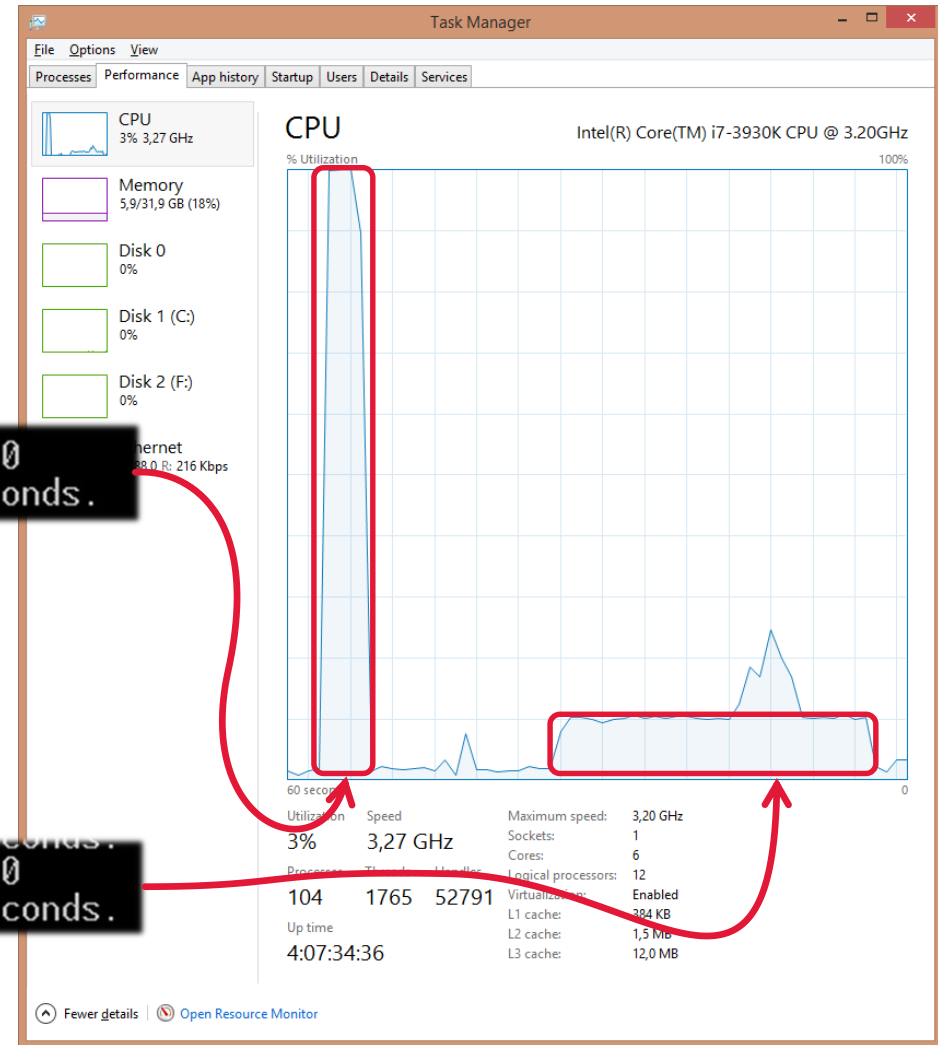 Task Manager
File Options View
Processes Performance App history Startup Users Details Services
CPU
3% 3,27 GHz
Memory
5,9/31,9 GB (18%)
Disk 0
0%
Disk 1 (C:)
0%
Disk 2 (F:)
0%
R: 216 Kbps
0
onds.
0
conds.
CPU
Intel(R) Core(TM) i7-3930K CPU @ 3.20GHz
% Utilization 100%
60 0
Utilization Speed
3% 3,27 GHz
Processes Threads Handles
104 1765 52791
Up time
4:07:34:36
Maximum speed: 3,20 GHz
Sockets: 1
Cores: 6
Logical processors: 12
Virtualization: Enabled
L1 cache: 384 KB
L2 cache: 1,5 MB
L3 cache: 12,0 MB
Fewer details Open Resource Monitor